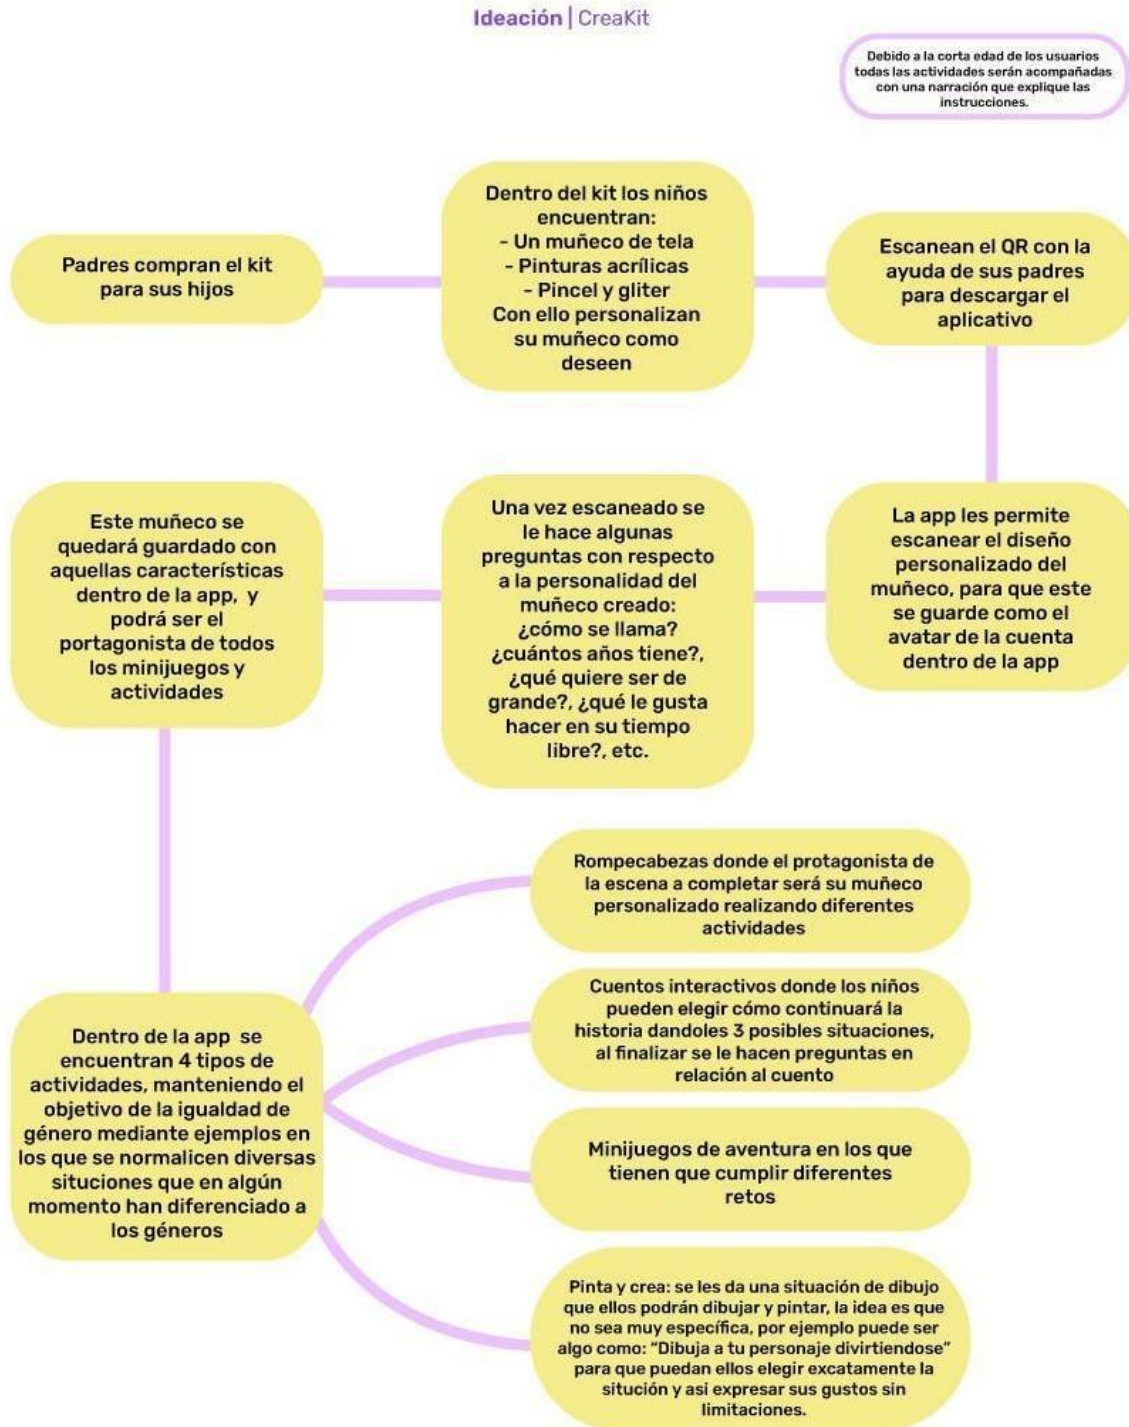 Ideación | CreaKit
Debido a la corta edad de los usuarios
todas las actividades serán acompañadas
con una narración que explique las
instrucciones.
Padres compran el kit
para sus hijos
Dentro del kit los niños
encuentran:
- Un muñeco de tela
- Pinturas acrílicas
- Pincel y gliter
Con ello personalizan
su muñeco como
deseen
Escanean el QR con la
ayuda de sus padres
para descargar el
aplicativo
La app les permite
escanear el diseño
personalizado del
muñeco, para que este
se guarde como el
avatar de la cuenta
dentro de la app
Una vez escaneado se
le hace algunas
preguntas con respecto
a la personalidad del
muñeco creado:
¿cómo se llama?
¿cuántos años tiene?,
¿qué quiere ser de
grande?, ¿qué le gusta
hacer en su tiempo
libre?, etc.
Este muñeco se
quedará guardado con
aquellas característifcs
dentro de la app,  y
podrá ser el
portagonista de todos
los minijuegos y
actividades
Dentro de la app  se
encuentran 4 tipos de
actividades, manteniendo el
objetivo de la igualdad de
género mediante ejemplos en
los que se normalicen diversas
situciones que en algún
momento han diferenciado a
los géneros
Rompecabezas donde el protagonista de
la escena a completar será su muñeco
personalizado realizando diferentes
actividades
Cuentos interactivos donde los niños
pueden elegir cómo continuará la
historia dandoles 3 posibles situaciones,
al finalizar se le hacen preguntas en
relación al cuento
Minijuegos de aventura en los que
tienen que cumplir diferentes
retos
Pinta y crea: se les da una situación de dibujo
que ellos podrán dibujar y pintar, la idea es que
no sea muy específica, por ejemplo puede ser
algo como: “Dibuja a tu personaje divirtiendose”
para que puedan ellos elegir excatamente la
situción y asi expresar sus gustos sin
limitaciones.